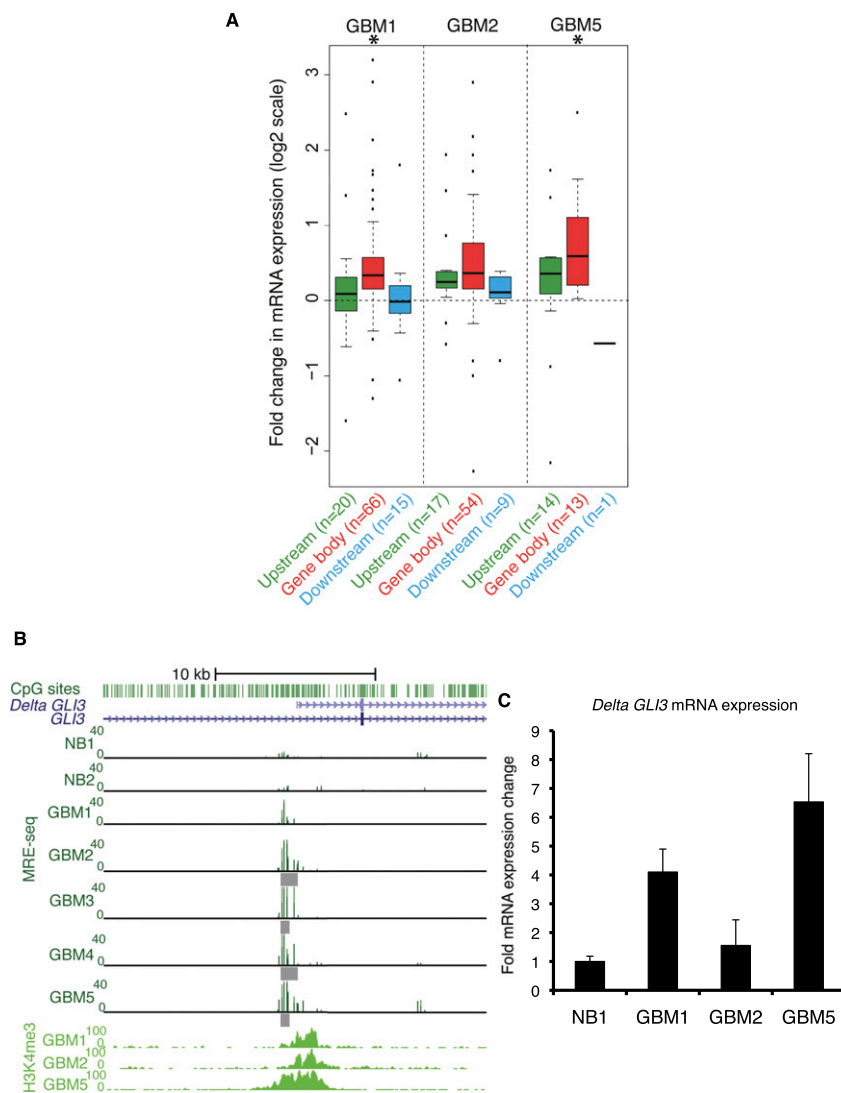 A
GBM1 GBM2 GBM5
* *
Fold change in mRNA expression (log2 scale)
3
2
1
0
−1
−2
Upstream (n=20)
Gene body (n=66)
Downstream (n=15)
Upstream (n=17)
Gene body (n=54)
Downstream (n=9)
Upstream (n=14)
Gene body (n=13)
Downstream (n=1)
B
10 kb
CpG sites
Delta GLI3
GLI3
MRE-seq
NB1 40 0
NB2 40 0
GBM1 40 0
GBM2 40 0
GBM3 40 0
GBM4 40 0
GBM5 40 0
H3K4me3
GBM1 100 0
GBM2 100 0
GBM5 100 0
C
Delta GLI3 mRNA expression
Fold mRNA expression change
9
8
7
6
5
4
3
2
1
0
NB1 GBM1 GBM2 GBM5